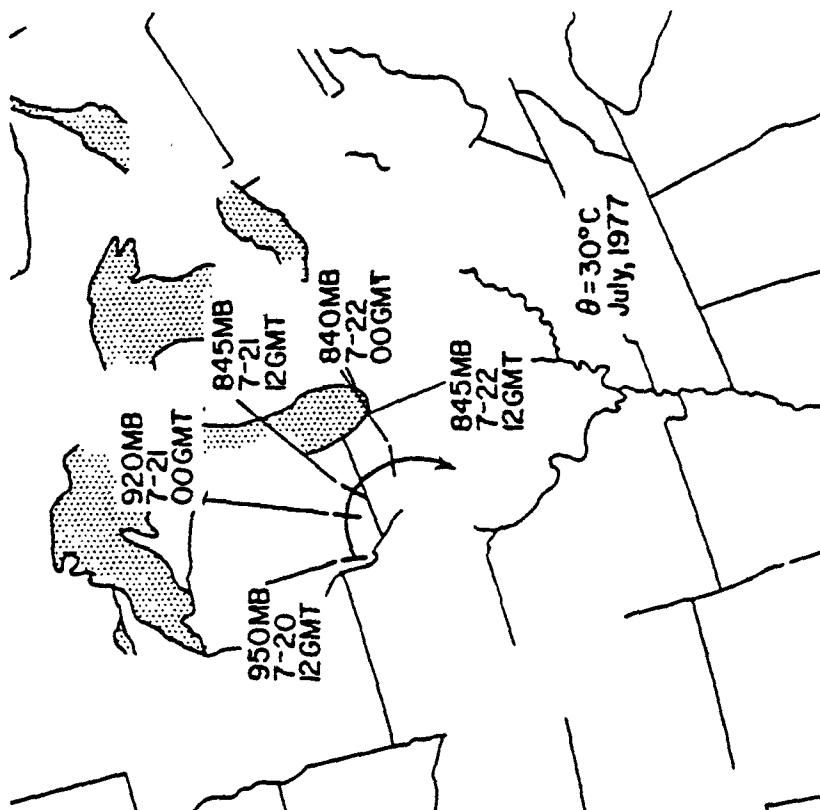 950MB
7-20
12GMT
920MB
7-21
00GMT
845MB
7-21
12GMT
840MB
7-22
00GMT
845MB
7-22
12GMT
θ=30°C
July, 1977